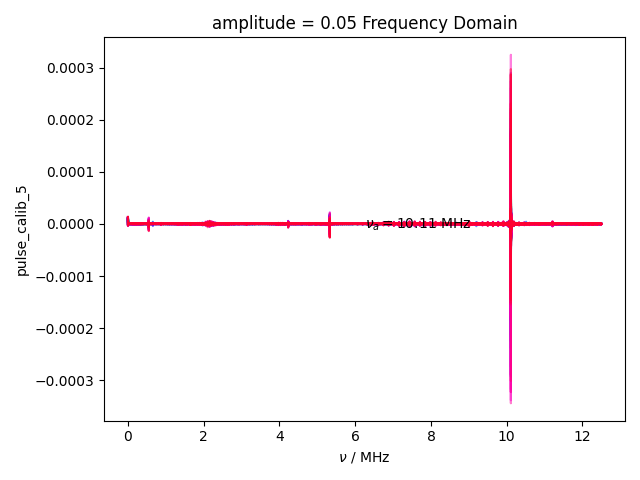 amplitude = 0.05 Frequency Domain
pulse_calib_5
0.0003
0.0002
0.0001
0.0000
−0.0001
−0.0002
−0.0003
νₐ = 10.11 MHz
0 2 4 6 8 10 12
ν / MHz